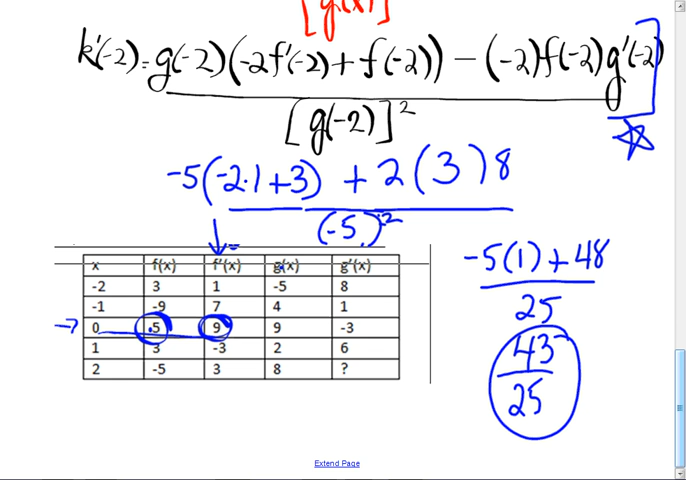 [g(x)]
k'(-2) = g(-2)(-2f'(-2) + f(-2)) - (-2)f(-2)g'(-2)
[g(-2)]²
-5(-2·1+3) + 2(3)8
(-5)²
-5(1) + 48
25
43
25
x f(x) f'(x) g(x) g'(x)
-2 3 1 -5 8
-1 -9 7 4 1
0 5 9 9 -3
1 3 -3 2 6
2 -5 3 8 ?
Extend Page